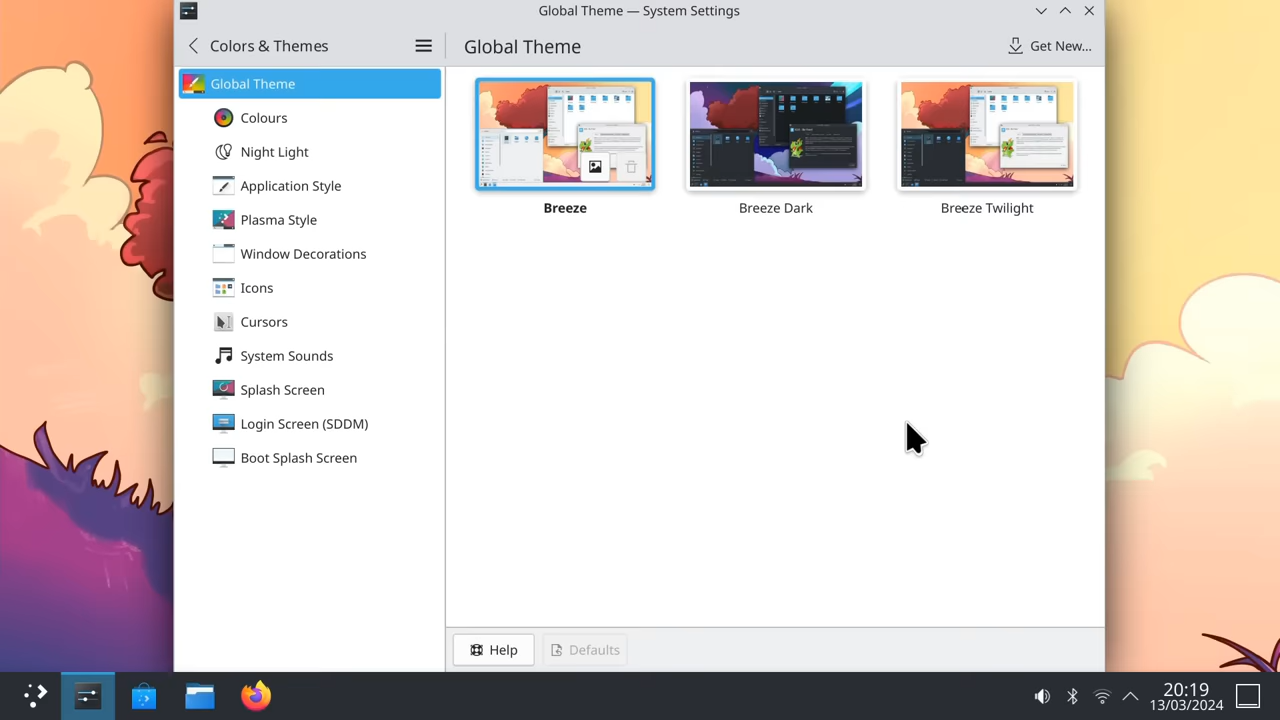 Global Theme — System Settings
Colors & Themes
Global Theme
Get New...
Global Theme
Colours
Night Light
Application Style
Plasma Style
Window Decorations
Icons
Cursors
System Sounds
Splash Screen
Login Screen (SDDM)
Boot Splash Screen
Breeze
Breeze Dark
Breeze Twilight
Help
Defaults
20:19
13/03/2024